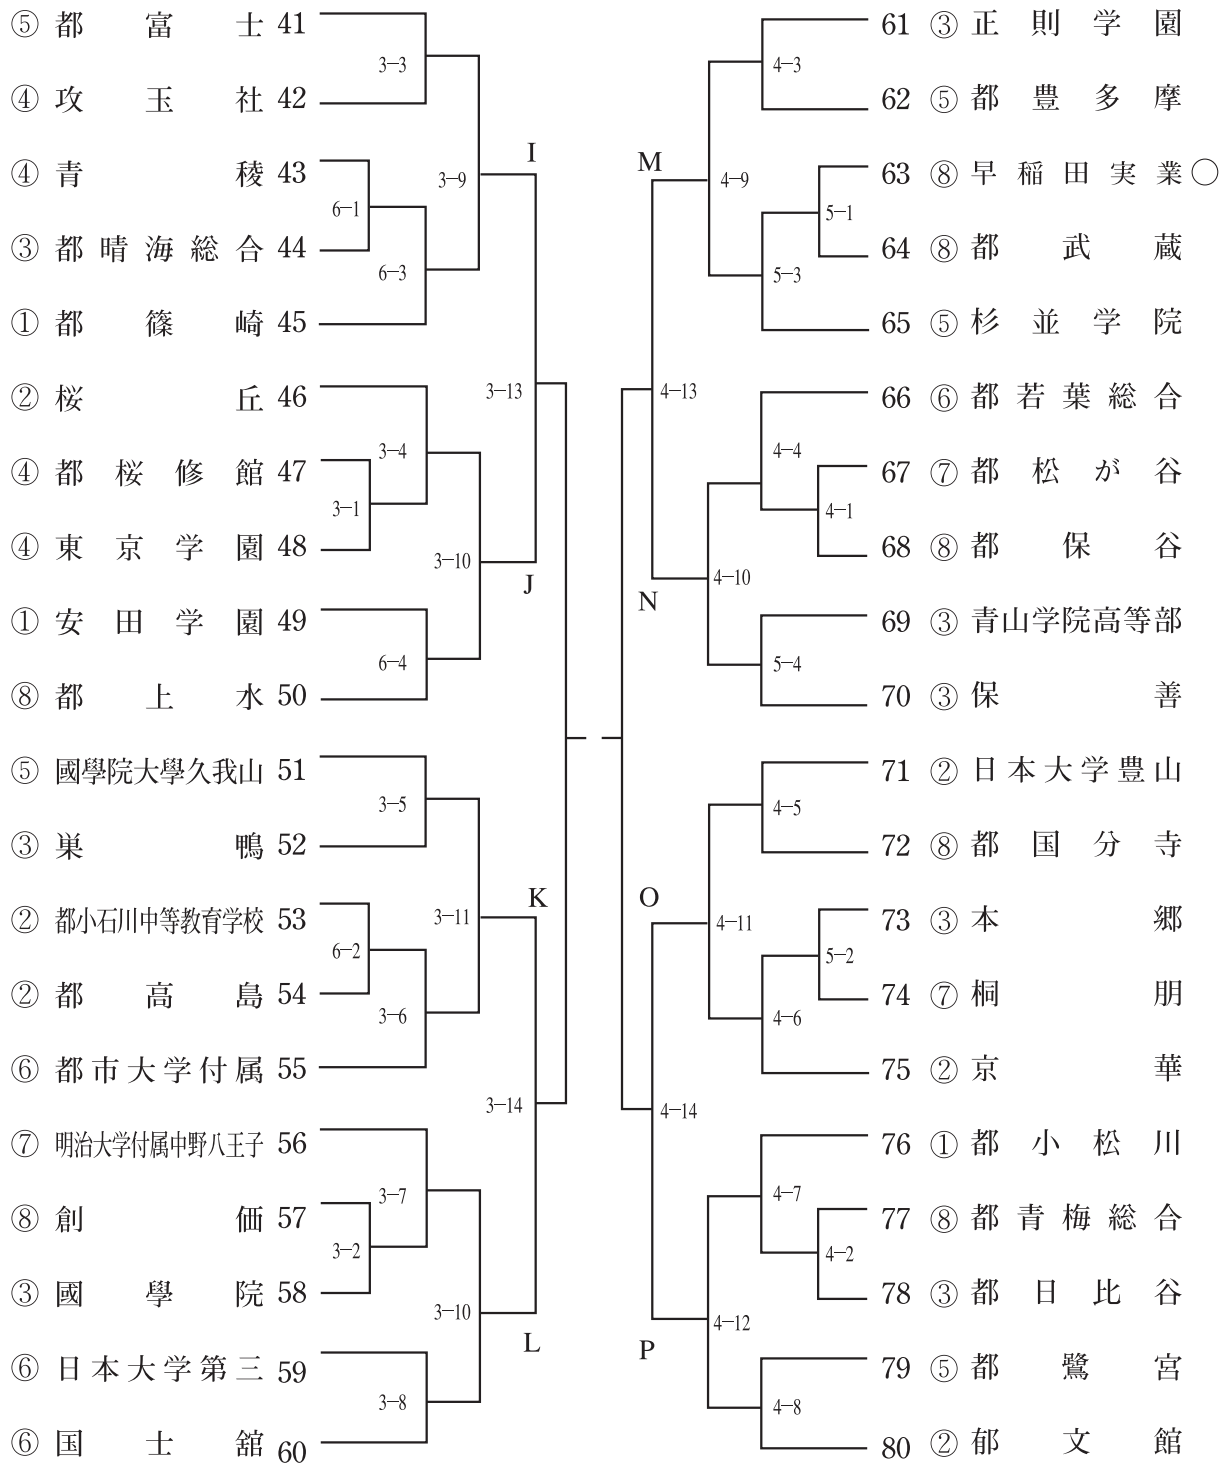 ⑤ 都富士 41
④ 攻玉社 42
④ 青稜 43
③ 都晴海総合 44
① 都篠崎 45
② 桜丘 46
④ 都桜修館 47
④ 東京学園 48
① 安田学園 49
⑧ 都上水 50
⑤ 國學院大學久我山 51
③ 巣鴨 52
② 都小石川中等教育学校 53
② 都高島 54
⑥ 都市大学付属 55
⑦ 明治大学付属中野八王子 56
⑧ 創価 57
③ 國學院 58
⑥ 日本大学第三 59
⑥ 国士舘 60
3-3
6-1
6-3
3-9
I
3-13
3-4
3-1
3-10
J
6-4
3-5
6-2
3-6
3-11
K
3-14
3-7
3-2
3-10
L
3-8
M
4-3
4-9
5-1
5-3
4-13
4-4
4-1
4-10
N
5-4
O
4-5
4-11
5-2
4-6
4-14
4-7
4-2
4-12
P
4-8
61 ③ 正則学園
62 ⑤ 都豊多摩
63 ⑧ 早稲田実業○
64 ⑧ 都武蔵
65 ⑤ 杉並学院
66 ⑥ 都若葉総合
67 ⑦ 都松が谷
68 ⑧ 都保谷
69 ③ 青山学院高等部
70 ③ 保善
71 ② 日本大学豊山
72 ⑧ 都国分寺
73 ③ 本郷
74 ⑦ 桐朋
75 ② 京華
76 ① 都小松川
77 ⑧ 都青梅総合
78 ③ 都日比谷
79 ⑤ 都鷺宮
80 ② 郁文館